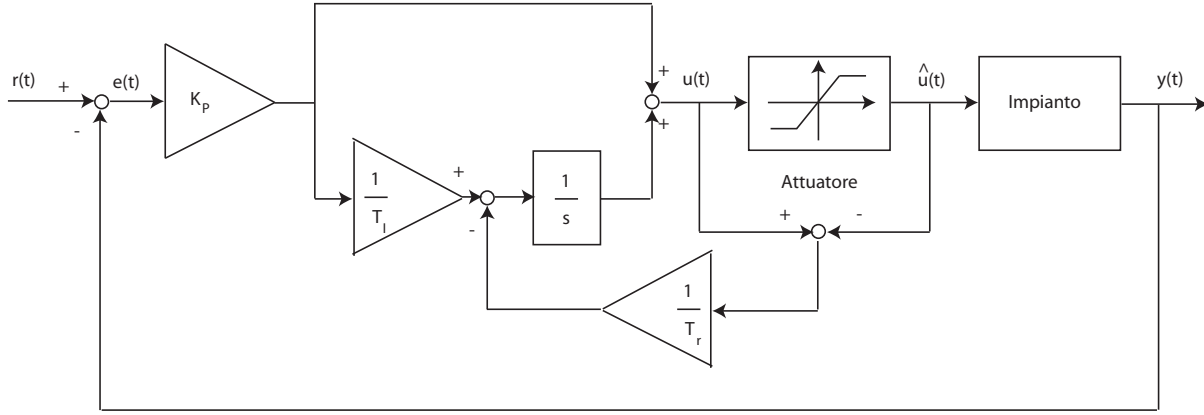 r(t)
+
-
e(t)
K_P
1
T_I
+
-
1
s
+
+
u(t)
Attuatore
û(t)
Impianto
y(t)
+
-
1
T_r